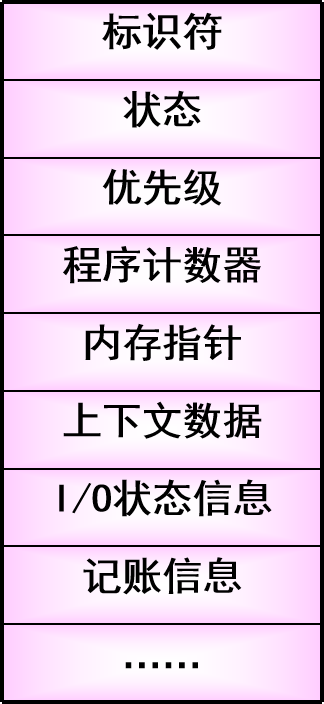 标识符
状态
优先级
程序计数器
内存指针
上下文数据
I/O状态信息
记账信息
……